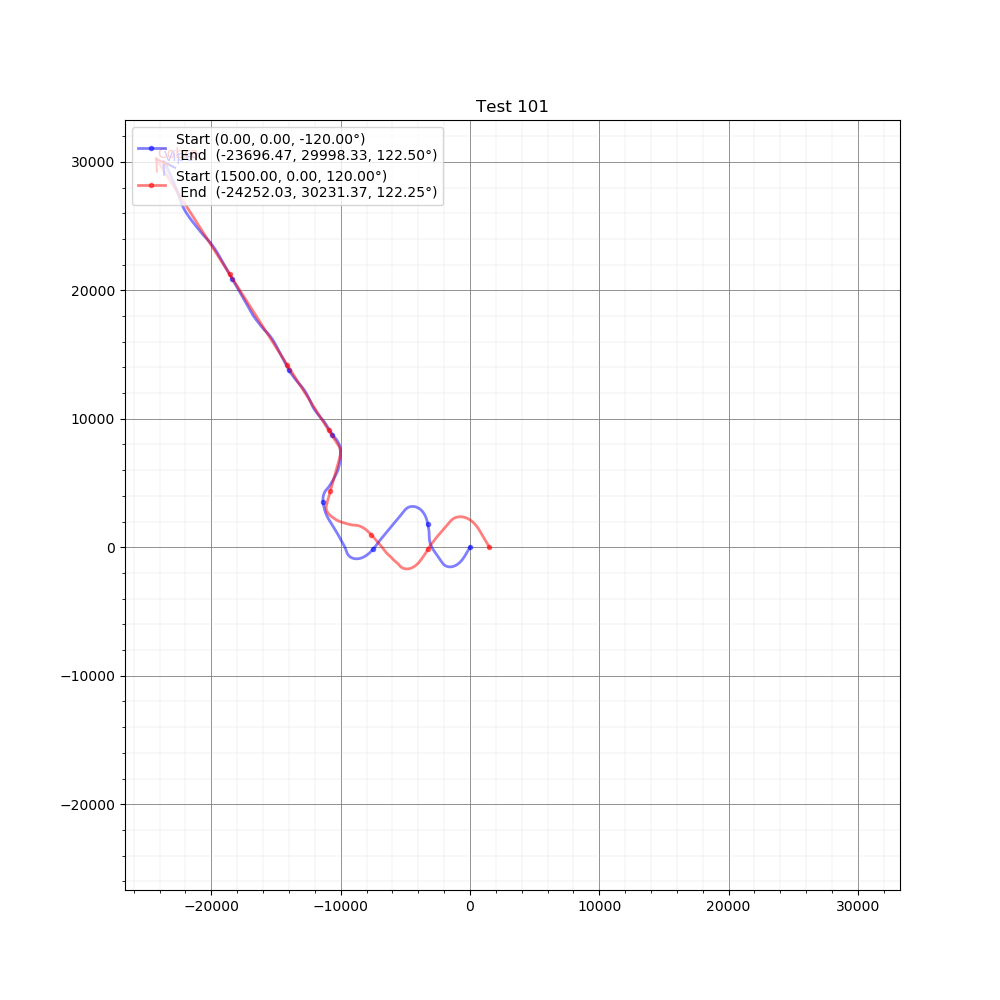 Test 101
Start (0.00, 0.00, -120.00°)
End (-23696.47, 29998.33, 122.50°)
Start (1500.00, 0.00, 120.00°)
End (-24252.03, 30231.37, 122.25°)
30000
20000
10000
0
−10000
−20000
−20000 −10000 0 10000 20000 30000